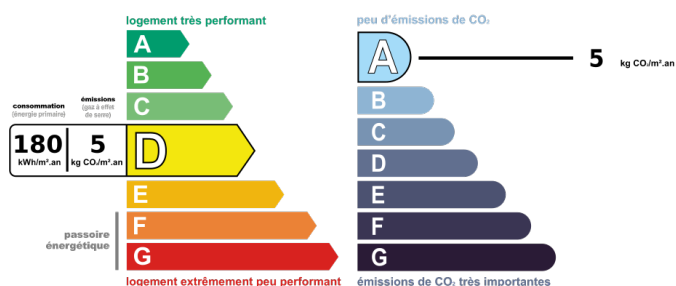 logement très performant
A
B
C
consommation
(énergie primaire)
émissions
(gaz à effet
de serre)
180
kWh/m².an
5
kg CO₂/m².an
D
E
F
G
passoire
énergétique
logement extrêmement peu performant
peu d'émissions de CO₂
A
5
kg CO₂/m².an
B
C
D
E
F
G
émissions de CO₂ très importantes